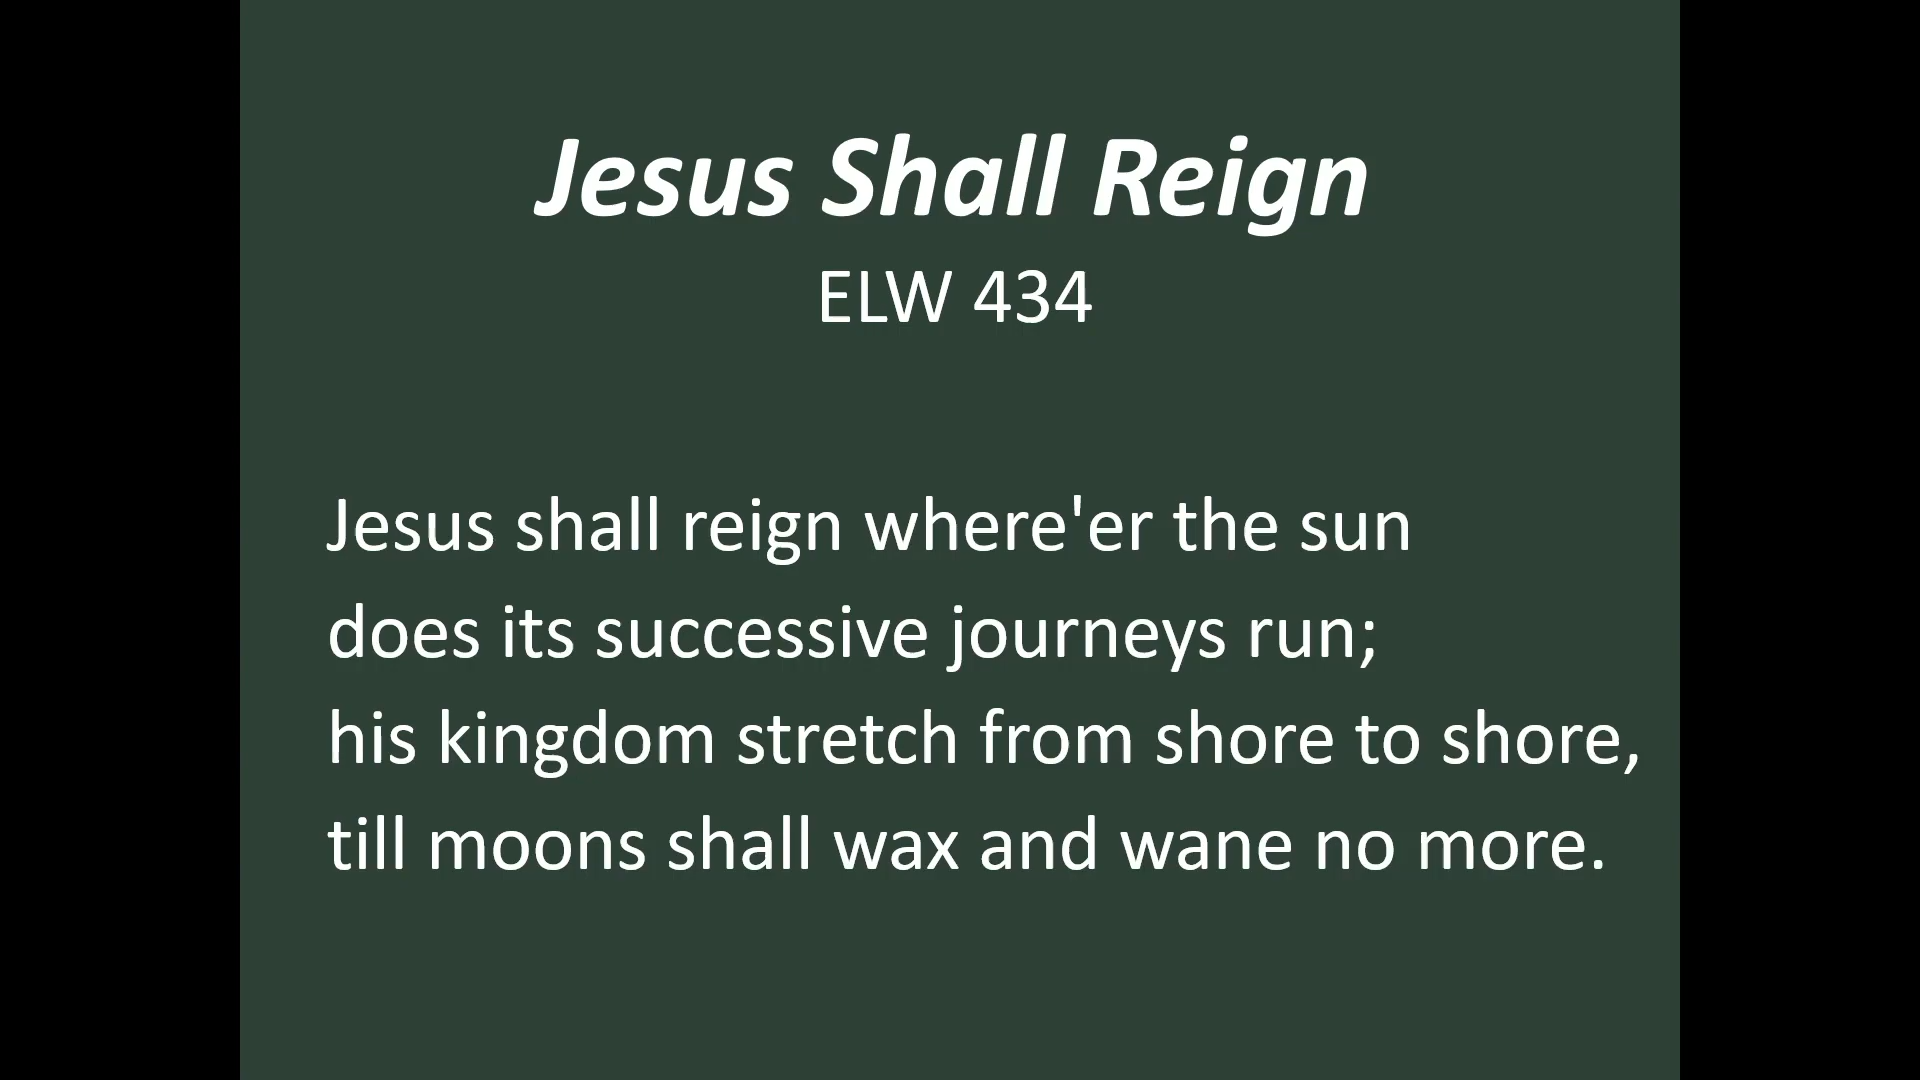 Jesus Shall Reign
ELW 434
Jesus shall reign where'er the sun
does its successive journeys run;
his kingdom stretch from shore to shore,
till moons shall wax and wane no more.